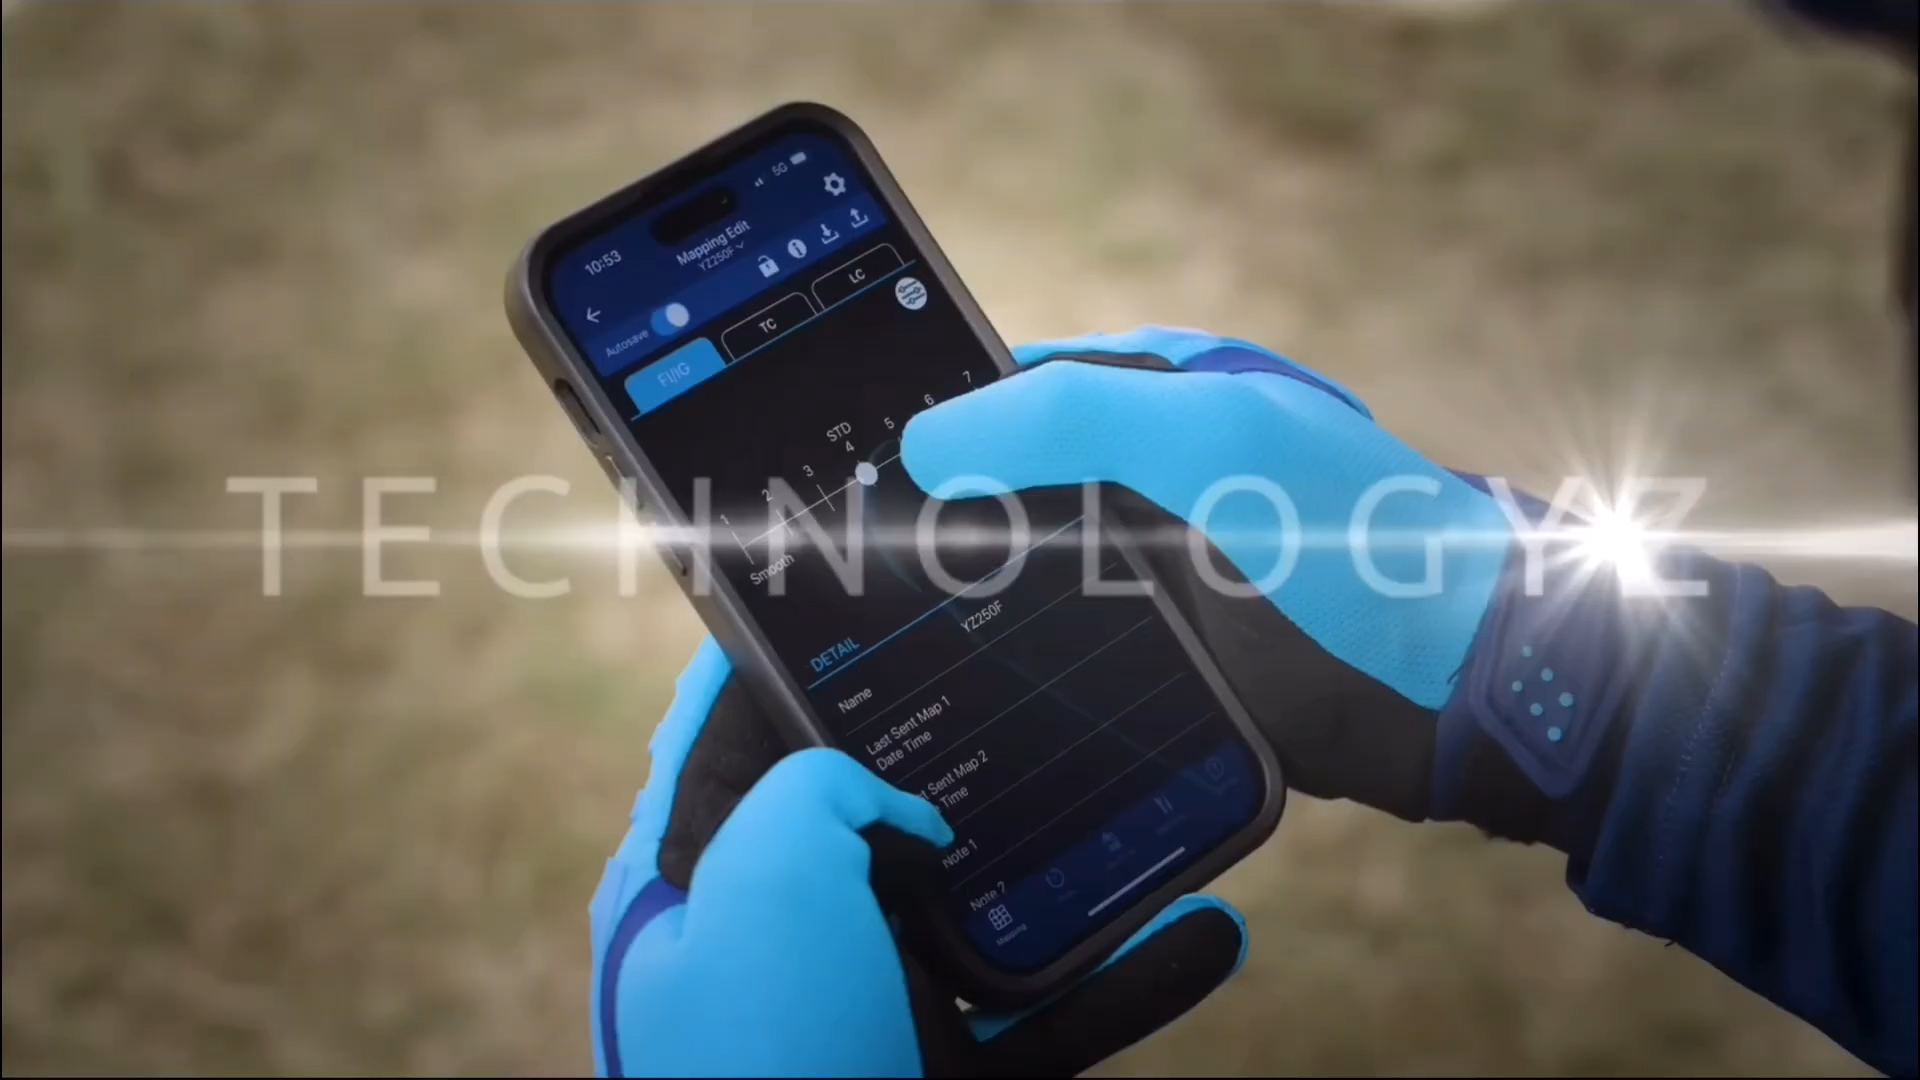 5G
10:53
Mapping Edit
YZ250F
Autosave
FI/IG
TC
LC
STD
1 2 3 4 5 6 7
Smooth
TECHNOLOGYZ
DETAIL
Name
YZ250F
Last Sent Map 1
Date Time
Sent Map 2
Time
Note 1
Note 2
Mapping